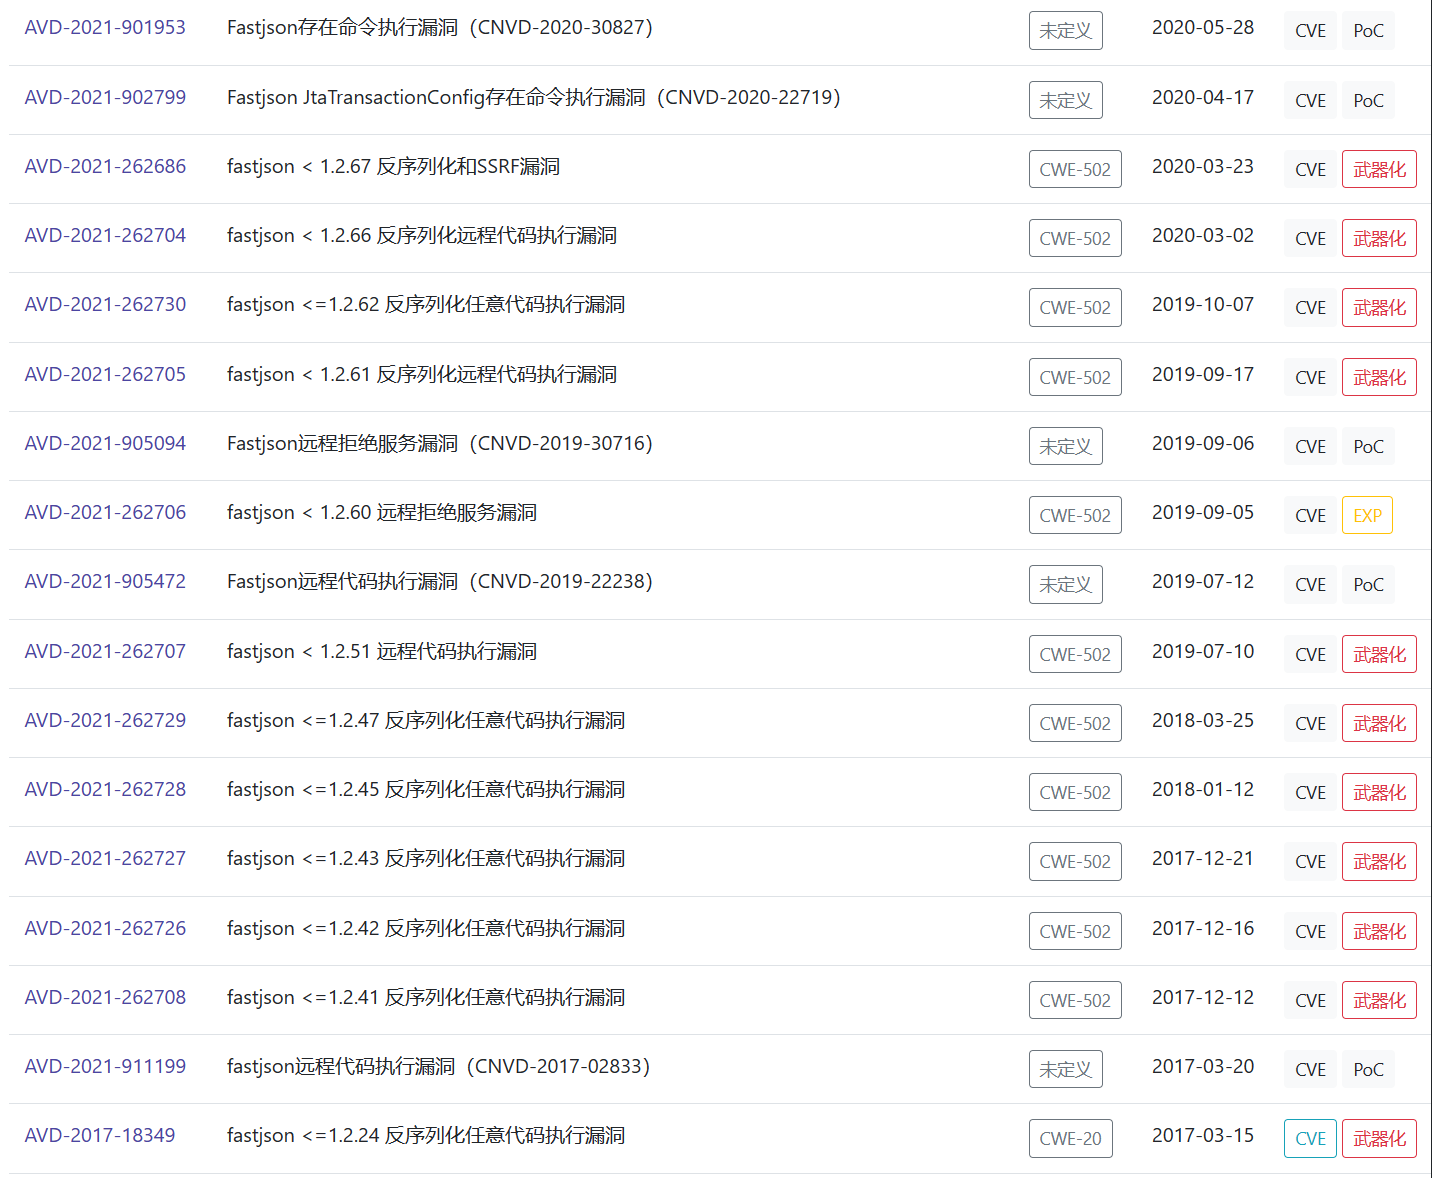 AVD-2021-901953 Fastjson存在命令执行漏洞（CNVD-2020-30827） 未定义 2020-05-28 CVE PoC
AVD-2021-902799 Fastjson JtaTransactionConfig存在命令执行漏洞（CNVD-2020-22719） 未定义 2020-04-17 CVE PoC
AVD-2021-262686 fastjson < 1.2.67 反序列化和SSRF漏洞 CWE-502 2020-03-23 CVE 武器化
AVD-2021-262704 fastjson < 1.2.66 反序列化远程代码执行漏洞 CWE-502 2020-03-02 CVE 武器化
AVD-2021-262730 fastjson <=1.2.62 反序列化任意代码执行漏洞 CWE-502 2019-10-07 CVE 武器化
AVD-2021-262705 fastjson < 1.2.61 反序列化远程代码执行漏洞 CWE-502 2019-09-17 CVE 武器化
AVD-2021-905094 Fastjson远程拒绝服务漏洞（CNVD-2019-30716） 未定义 2019-09-06 CVE PoC
AVD-2021-262706 fastjson < 1.2.60 远程拒绝服务漏洞 CWE-502 2019-09-05 CVE EXP
AVD-2021-905472 Fastjson远程代码执行漏洞（CNVD-2019-22238） 未定义 2019-07-12 CVE PoC
AVD-2021-262707 fastjson < 1.2.51 远程代码执行漏洞 CWE-502 2019-07-10 CVE 武器化
AVD-2021-262729 fastjson <=1.2.47 反序列化任意代码执行漏洞 CWE-502 2018-03-25 CVE 武器化
AVD-2021-262728 fastjson <=1.2.45 反序列化任意代码执行漏洞 CWE-502 2018-01-12 CVE 武器化
AVD-2021-262727 fastjson <=1.2.43 反序列化任意代码执行漏洞 CWE-502 2017-12-21 CVE 武器化
AVD-2021-262726 fastjson <=1.2.42 反序列化任意代码执行漏洞 CWE-502 2017-12-16 CVE 武器化
AVD-2021-262708 fastjson <=1.2.41 反序列化任意代码执行漏洞 CWE-502 2017-12-12 CVE 武器化
AVD-2021-911199 fastjson远程代码执行漏洞（CNVD-2017-02833） 未定义 2017-03-20 CVE PoC
AVD-2017-18349 fastjson <=1.2.24 反序列化任意代码执行漏洞 CWE-20 2017-03-15 CVE 武器化